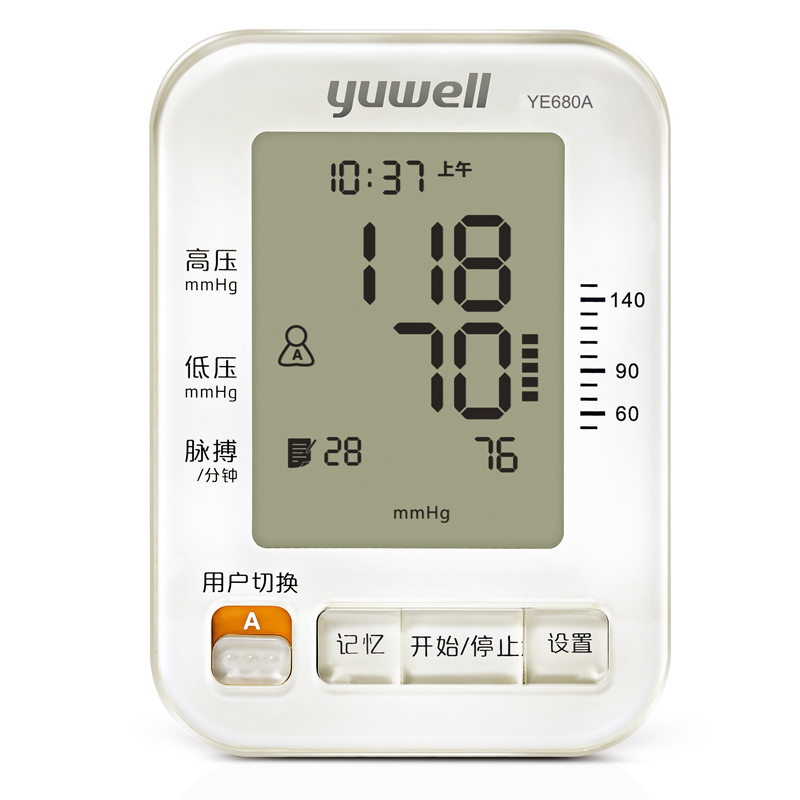 yuwell YE680A
10:37 上午
高压 118
mmHg
140
低压 70
mmHg
A
90
60
脉搏 28 76
/分钟
mmHg
用户切换
A
记忆 开始/停止 设置